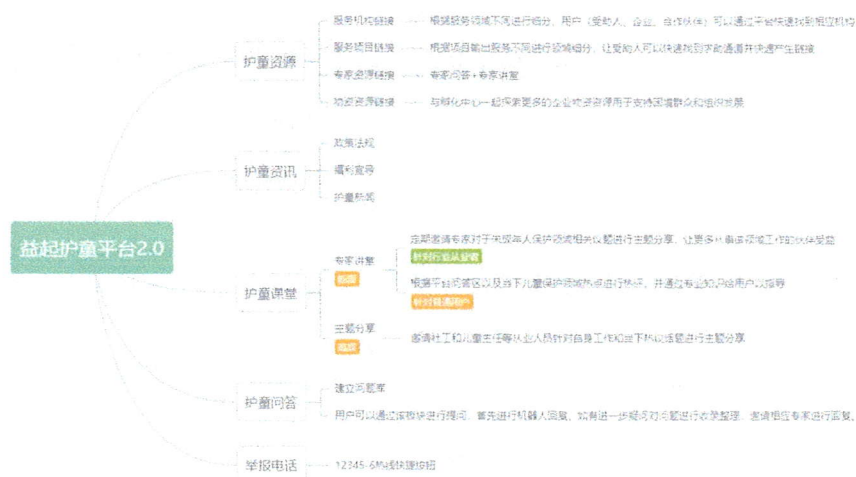 服务机构链接 根据服务领域不同进行细分，用户（受助人、企业、合作伙伴）可以通过平台快速找到相应机构
服务项目链接 根据项目输出服务不同进行领域细分，让受助人可以快速找到求助通道并快速产生链接
护童资源
专家资源链接 专家问答+专家讲堂
物资资源链接 与孵化中心一起探索更多的企业物资资源用于支持困境群众和组织发展
政策法规
护童资讯 福利宣导
护童新闻
益起护童平台2.0
定期邀请专家对于未成年人保护领域相关议题进行主题分享，让更多从事该领域工作的伙伴受益
专家讲堂 针对行业从业者
根据平台问答区以及当下儿童保护领域热点进行热评，并通过专业知识给用户以指导
针对普通用户
护童课堂
主题分享
邀请社工和儿童主任等从业人员针对自身工作和当下热议话题进行主题分享
建立问题库
护童问答
用户可以通过该板块进行提问，首先进行机器人回复，如有进一步疑问对问题进行收录整理，邀请相应专家进行回复。
举报电话 12345-6热线快捷按钮